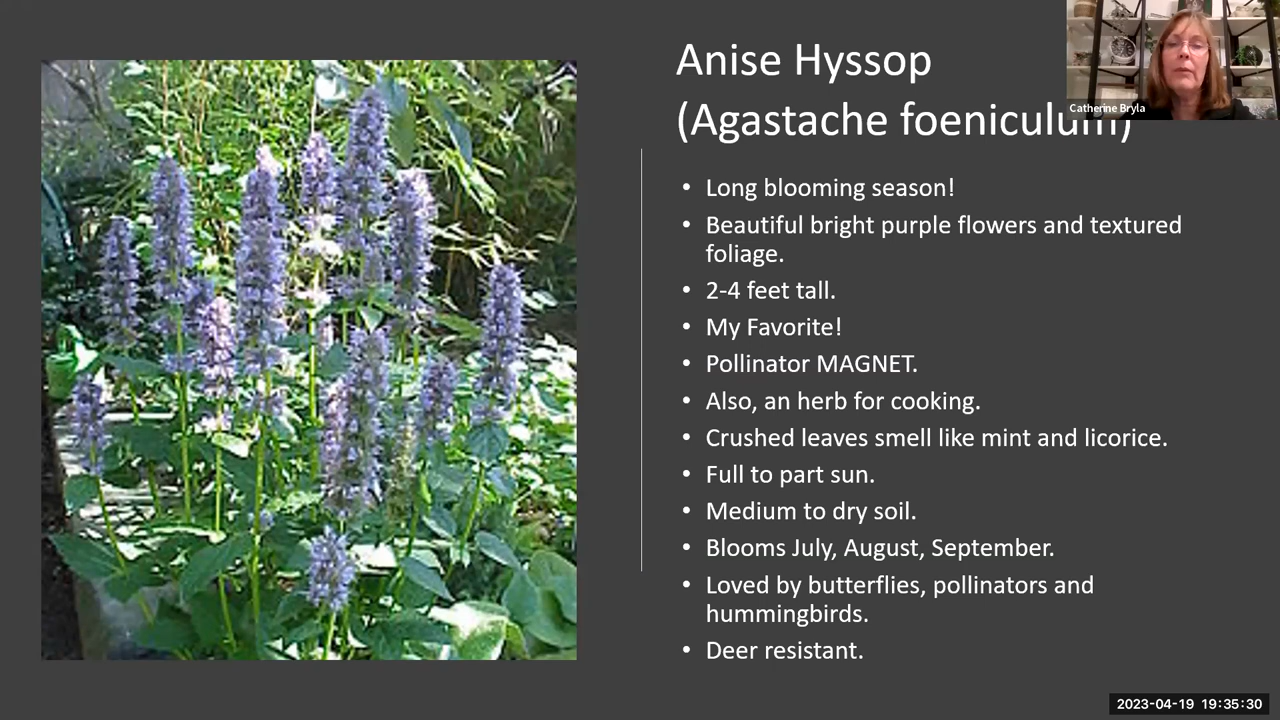 Anise Hyssop
(Agastache foeniculum)
Catherine Bryla
• Long blooming season!
• Beautiful bright purple flowers and textured
foliage.
• 2-4 feet tall.
• My Favorite!
• Pollinator MAGNET.
• Also, an herb for cooking.
• Crushed leaves smell like mint and licorice.
• Full to part sun.
• Medium to dry soil.
• Blooms July, August, September.
• Loved by butterflies, pollinators and
hummingbirds.
• Deer resistant.
2023-04-19 19:35:30